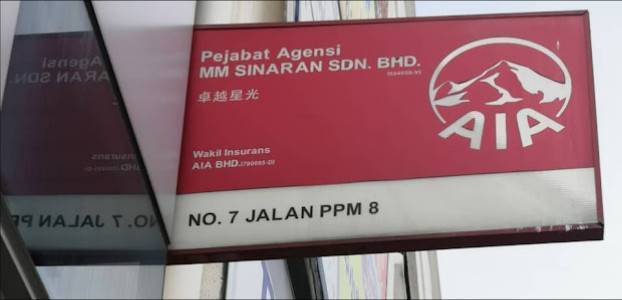 Pejabat Agensi
MM SINARAN SDN. BHD.
卓越星光
AIA
Wakil Insurans
AIA BHD.
NO. 7 JALAN PPM 8